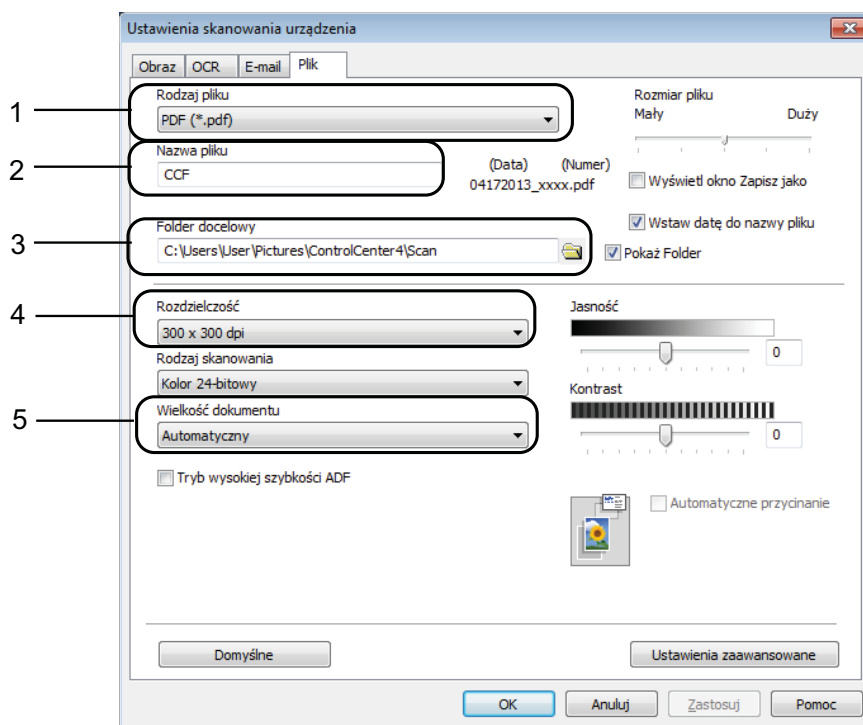 Ustawienia skanowania urządzenia
Obraz OCR E-mail Plik
1
Rodzaj pliku
PDF (*.pdf)
Rozmiar pliku
Mały Duży
2
Nazwa pliku
CCF
(Data) (Numer)
04172013_xxxx.pdf
Wyświetl okno Zapisz jako
Wstaw datę do nazwy pliku
3
Folder docelowy
C:\Users\User\Pictures\ControlCenter4\Scan
Pokaż Folder
4
Rozdzielczość
300 x 300 dpi
Jasność
0
Rodzaj skanowania
Kolor 24-bitowy
Kontrast
0
5
Wielkość dokumentu
Automatyczny
Tryb wysokiej szybkości ADF
Automatyczne przycinanie
Domyślne Ustawienia zaawansowane
OK Anuluj Zastosuj Pomoc